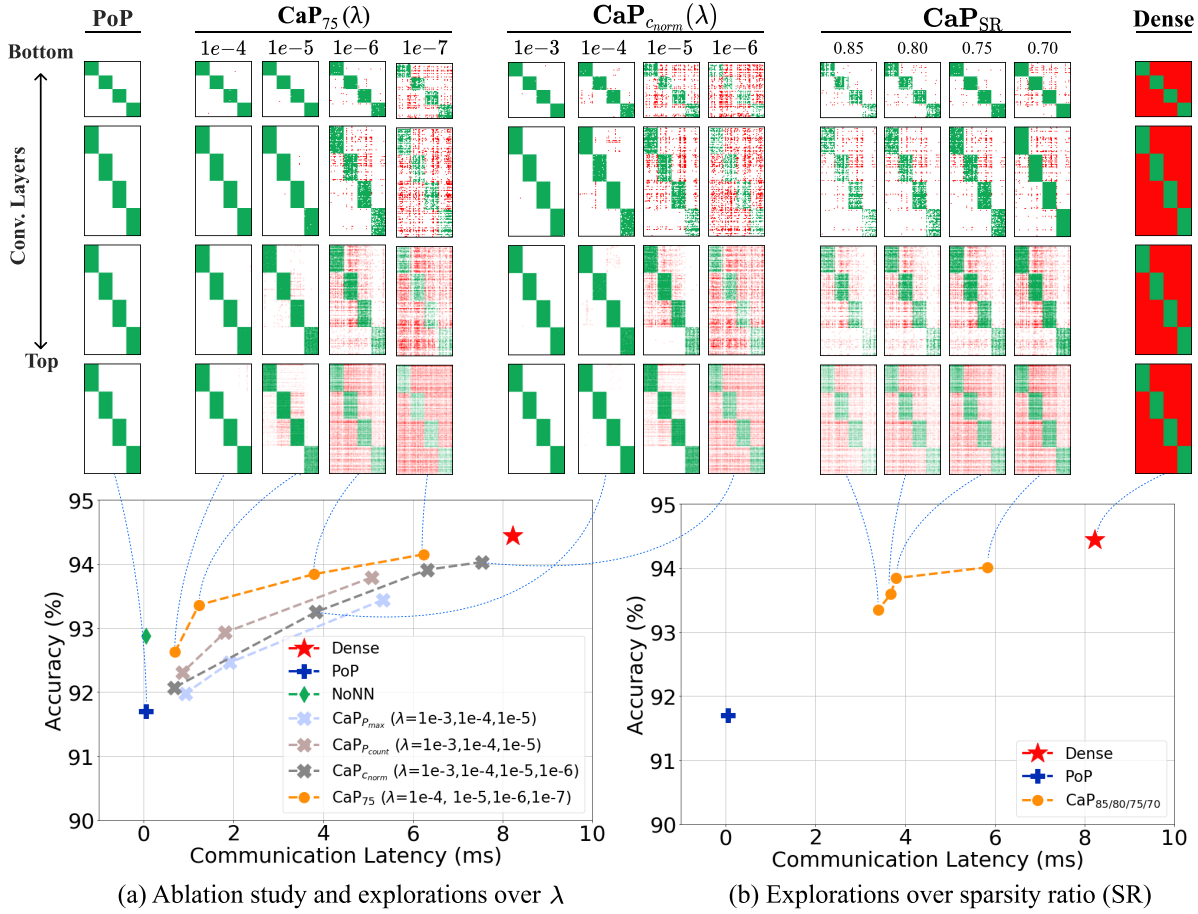 PoP CaP75(λ) CaPcnorm(λ) CaPSR Dense
Bottom 1e−4 1e−5 1e−6 1e−7 1e−3 1e−4 1e−5 1e−6 0.85 0.80 0.75 0.70
Conv. Layers
Top
95
94
93
92
91
90
Accuracy (%)
0 2 4 6 8 10
Communication Latency (ms)
Dense
PoP
NoNN
CaPPmax (λ=1e-3,1e-4,1e-5)
CaPPcount (λ=1e-3,1e-4,1e-5)
CaPcnorm (λ=1e-3,1e-4,1e-5,1e-6)
CaP75 (λ=1e-4, 1e-5,1e-6,1e-7)
(a) Ablation study and explorations over λ
95
94
93
92
91
90
Accuracy (%)
0 2 4 6 8 10
Communication Latency (ms)
Dense
PoP
CaP85/80/75/70
(b) Explorations over sparsity ratio (SR)